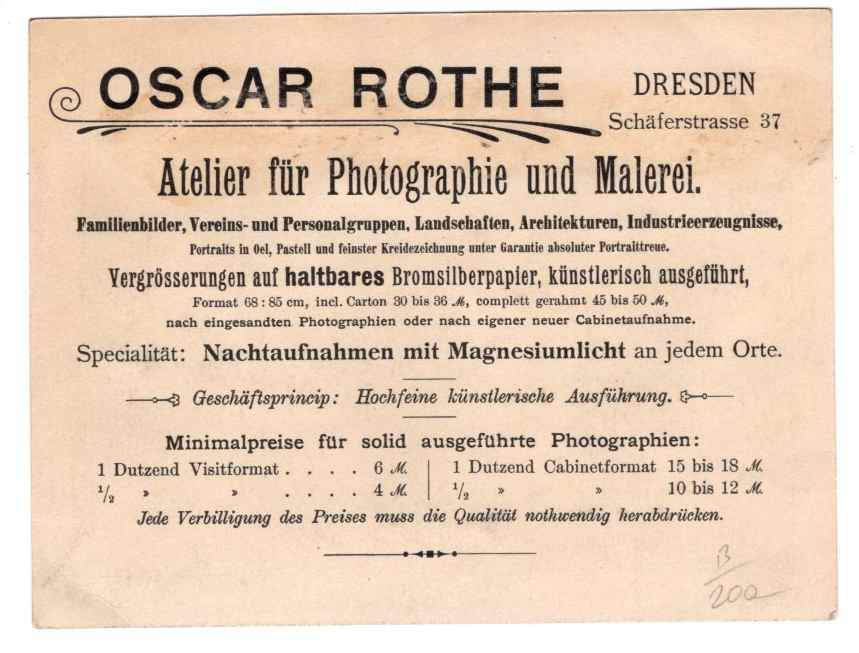 OSCAR ROTHE
DRESDEN
Schäferstrasse 37
Atelier für Photographie und Malerei.
Familienbilder, Vereins- und Personalgruppen, Landschaften, Architekturen, Industrieerzeugnisse,
Portraits in Oel, Pastell und feinster Kreidezeichnung unter Garantie absoluter Portraittreue.
Vergrösserungen auf haltbares Bromsilberpapier, künstlerisch ausgeführt,
Format 68 : 85 cm, incl. Carton 30 bis 36 M, complett gerahmt 45 bis 50 M,
nach eingesandten Photographien oder nach eigener neuer Cabinetaufnahme.
Specialität: Nachtaufnahmen mit Magnesiumlicht an jedem Orte.
Geschäftsprincip: Hochfeine künstlerische Ausführung.
Minimalpreise für solid ausgeführte Photographien:
1 Dutzend Visitformat . . . . 6 M. 1 Dutzend Cabinetformat 15 bis 18 M.
1/2 » » . . . . 4 M. 1/2 » » 10 bis 12 M.
Jede Verbilligung des Preises muss die Qualität nothwendig herabdrücken.
B
200